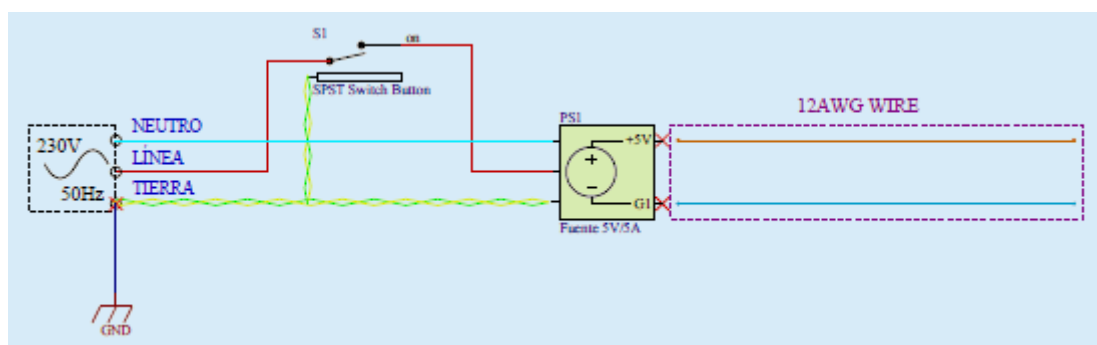 S1
on
SPST Switch Button
12AWG WIRE
NEUTRO
PS1
230V
+5V
LÍNEA
+
−
50Hz
TIERRA
G1
Fuente 5V/5A
GND